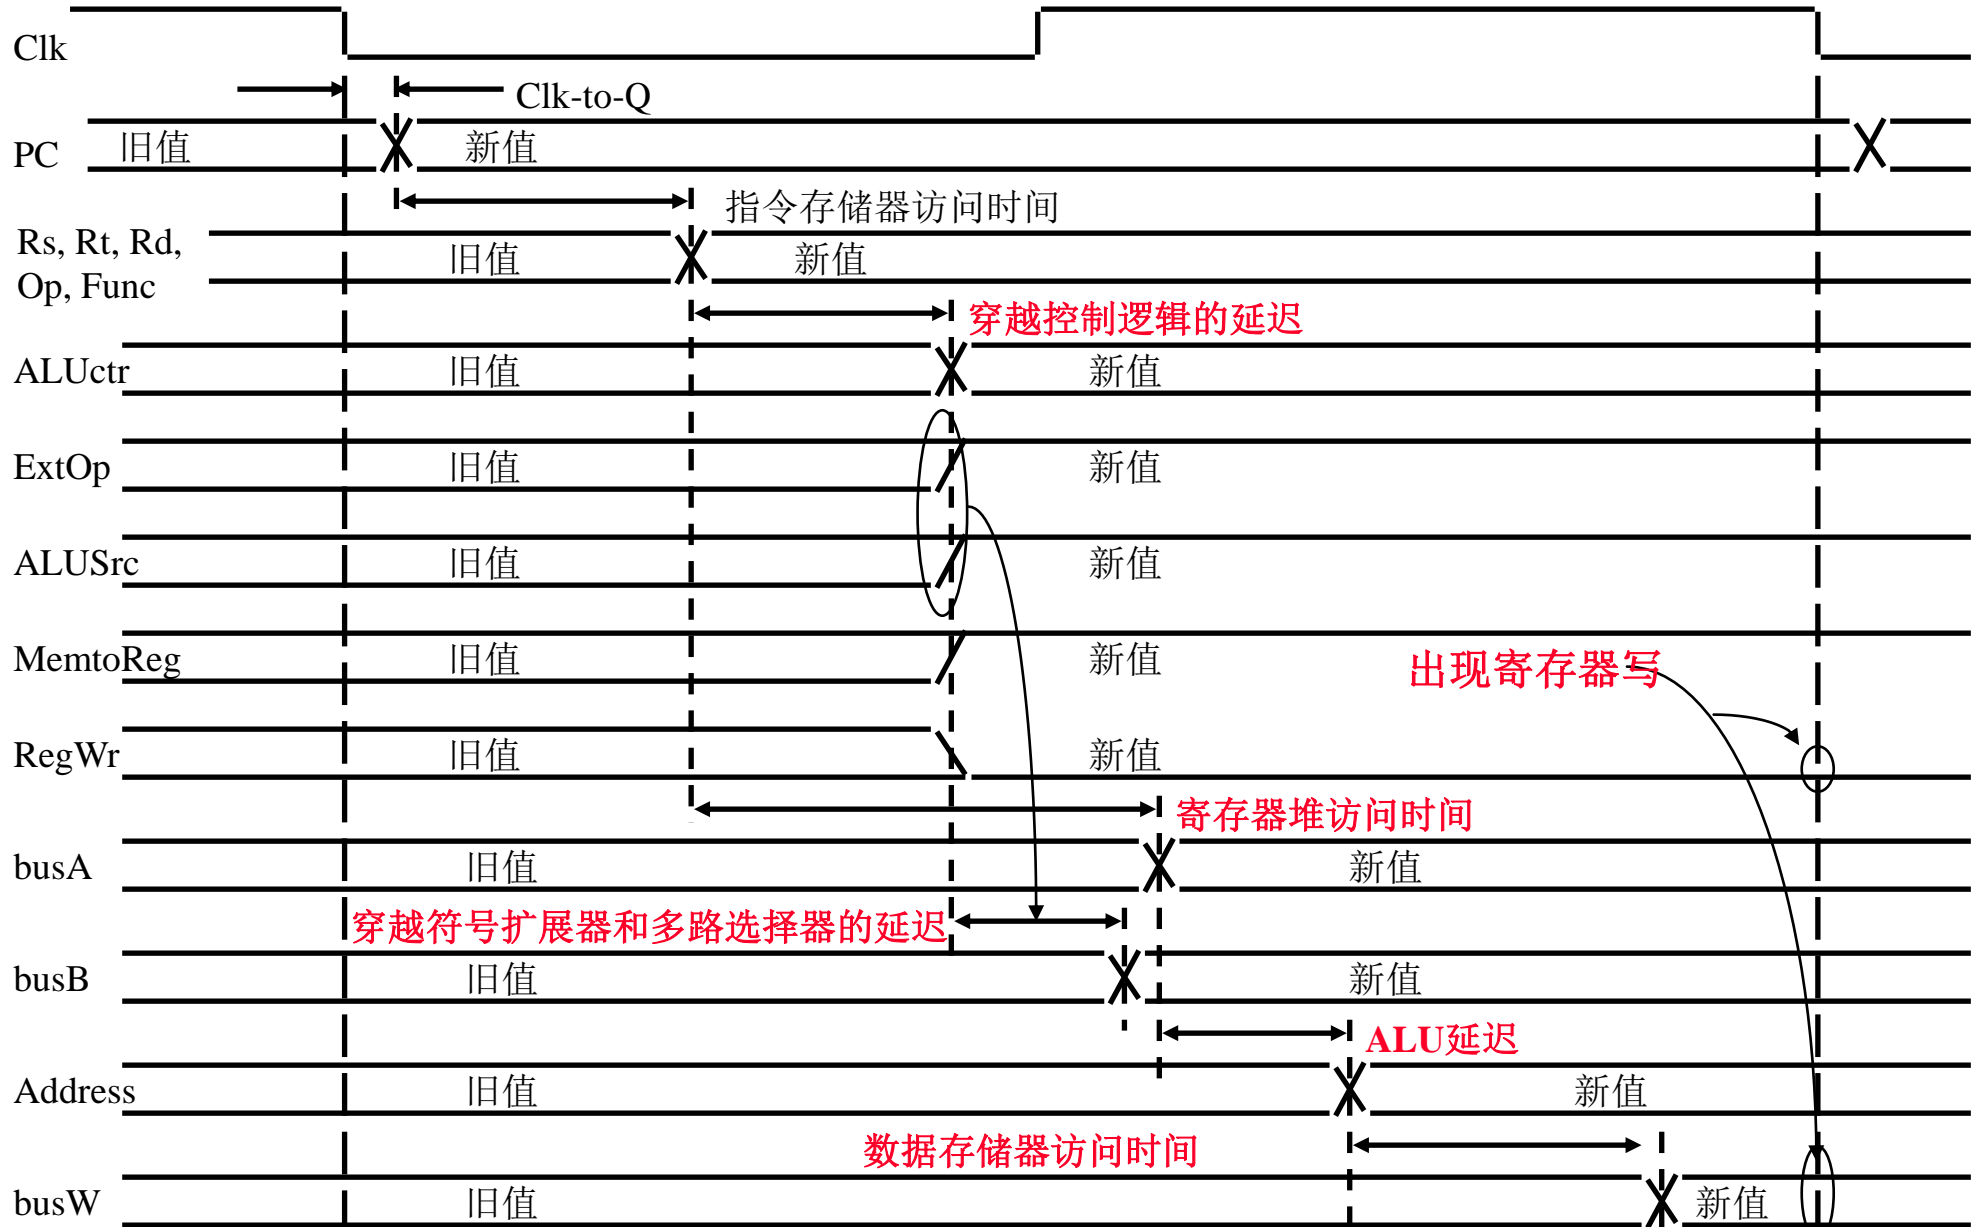 Clk
Clk-to-Q
PC 旧值 新值
指令存储器访问时间
Rs, Rt, Rd,
Op, Func
旧值 新值
穿越控制逻辑的延迟
ALUctr 旧值 新值
ExtOp 旧值 新值
ALUSrc 旧值 新值
MemtoReg 旧值 新值
出现寄存器写
RegWr 旧值 新值
寄存器堆访问时间
busA 旧值 新值
穿越符号扩展器和多路选择器的延迟
busB 旧值 新值
ALU延迟
Address 旧值 新值
数据存储器访问时间
busW 旧值 新值